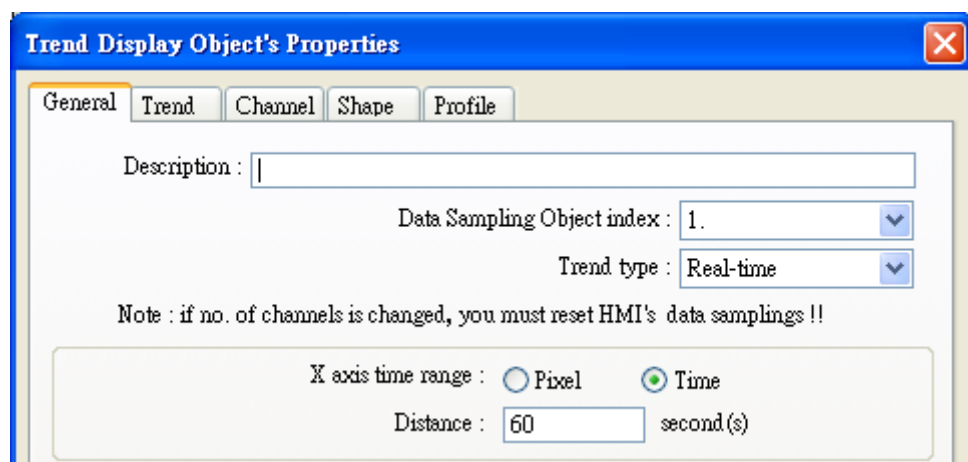 Trend Display Object's Properties
General Trend Channel Shape Profile
Description :
Data Sampling Object index : 1.
Trend type : Real-time
Note : if no. of channels is changed, you must reset HMI's data samplings !!
X axis time range : Pixel Time
Distance : 60 second(s)